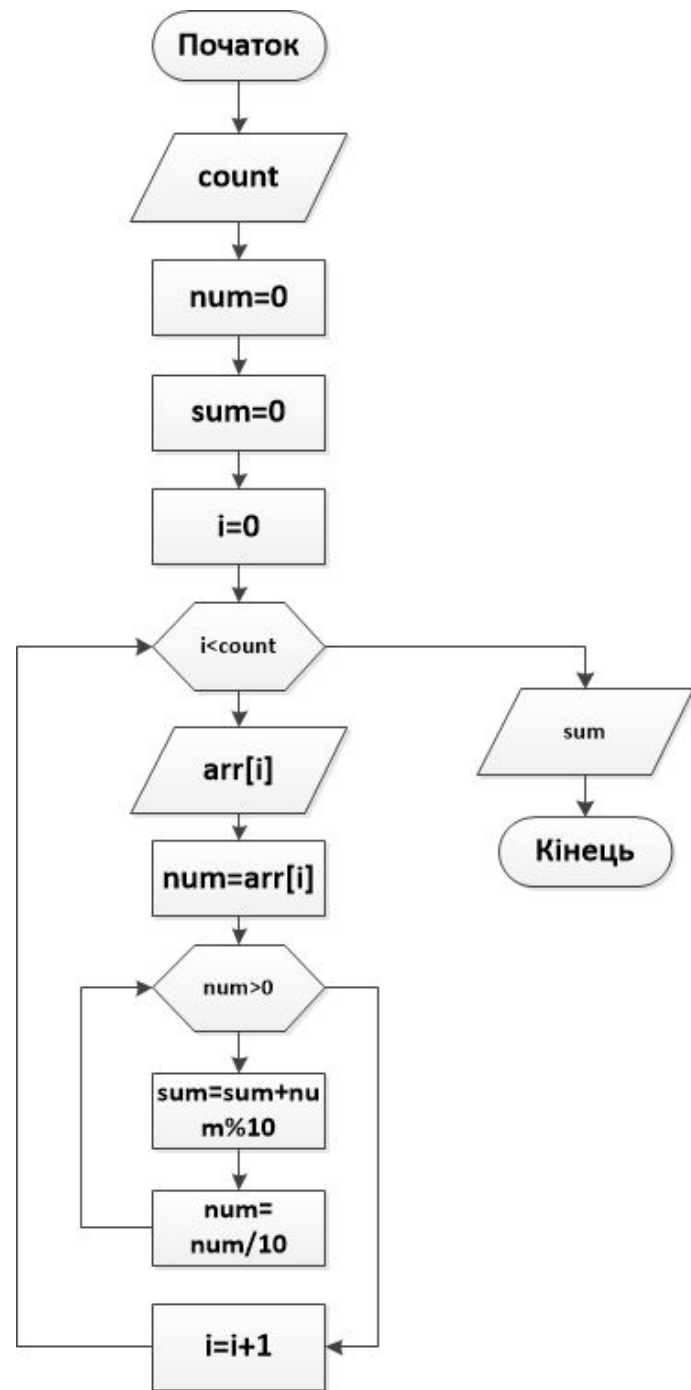 Початок
count
num=0
sum=0
i=0
i<count
arr[i]
sum
num=arr[i]
Кінець
num>0
sum=sum+nu
m%10
num=
num/10
i=i+1